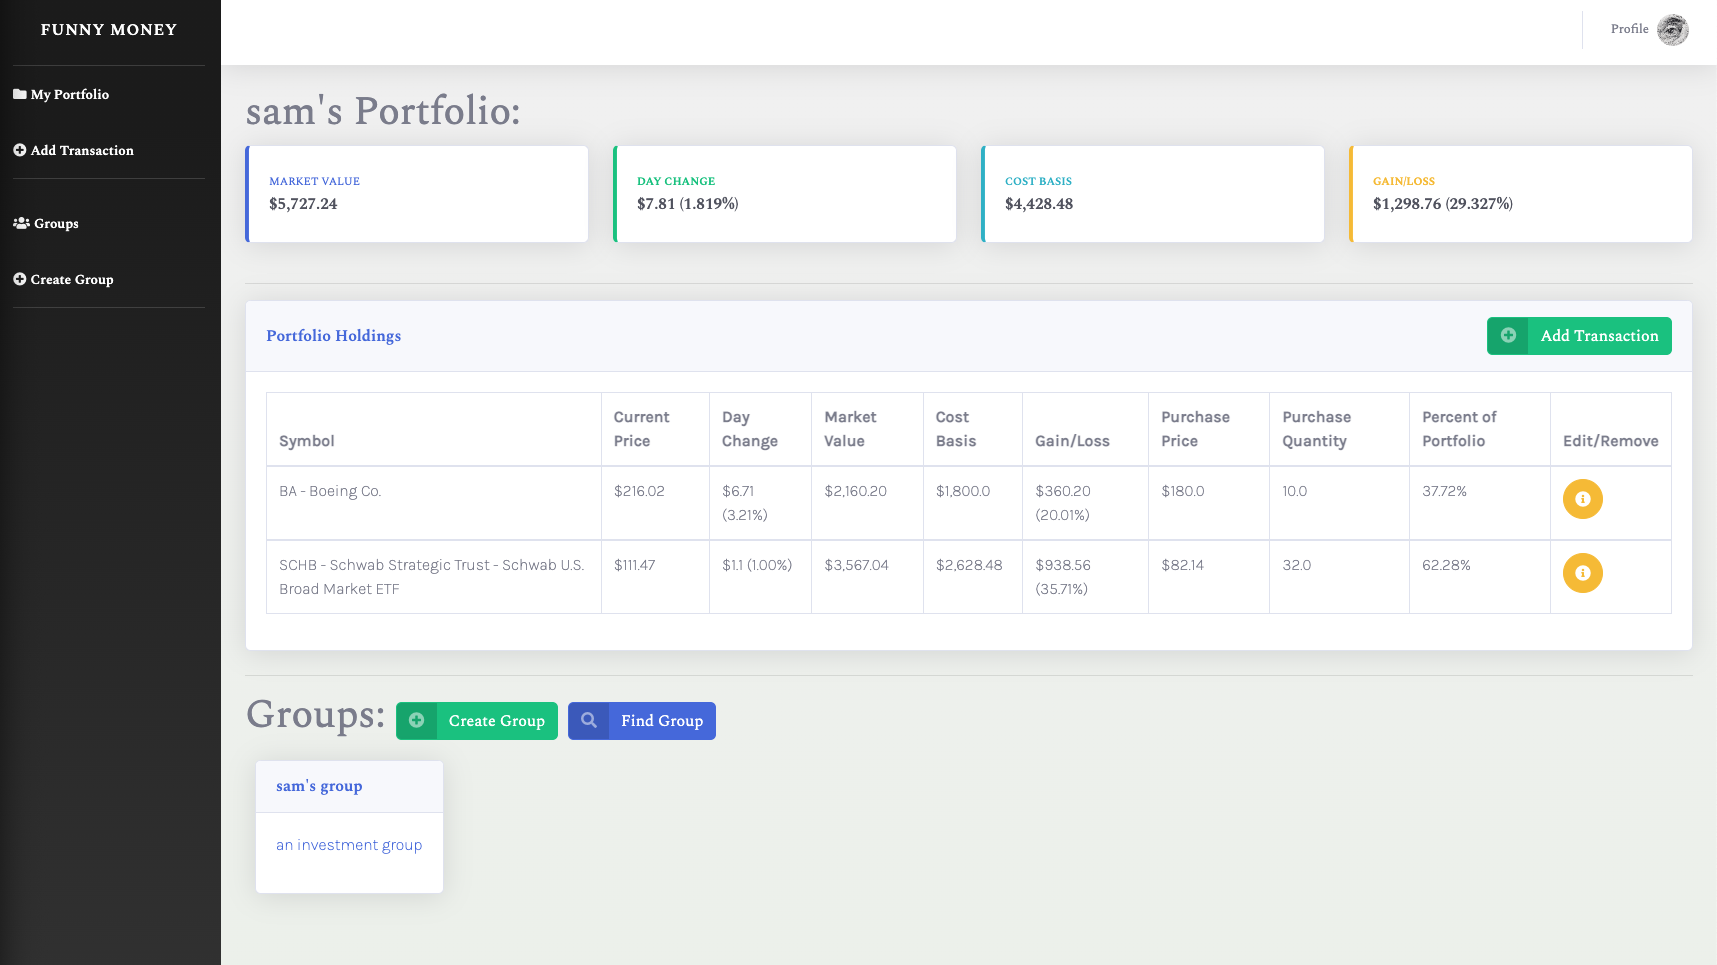 FUNNY MONEY
My Portfolio
Add Transaction
Groups
Create Group
Profile
sam's Portfolio:
MARKET VALUE
$5,727.24
DAY CHANGE
$7.81 (1.819%)
COST BASIS
$4,428.48
GAIN/LOSS
$1,298.76 (29.327%)
Portfolio Holdings
Add Transaction
Symbol
Current
Price
Day
Change
Market
Value
Cost
Basis
Gain/Loss
Purchase
Price
Purchase
Quantity
Percent of
Portfolio
Edit/Remove
BA - Boeing Co.
$216.02
$6.71
(3.21%)
$2,160.20
$1,800.0
$360.20
(20.01%)
$180.0
10.0
37.72%
SCHB - Schwab Strategic Trust - Schwab U.S.
Broad Market ETF
$111.47
$1.1 (1.00%)
$3,567.04
$2,628.48
$938.56
(35.71%)
$82.14
32.0
62.28%
Groups:
Create Group
Find Group
sam's group
an investment group